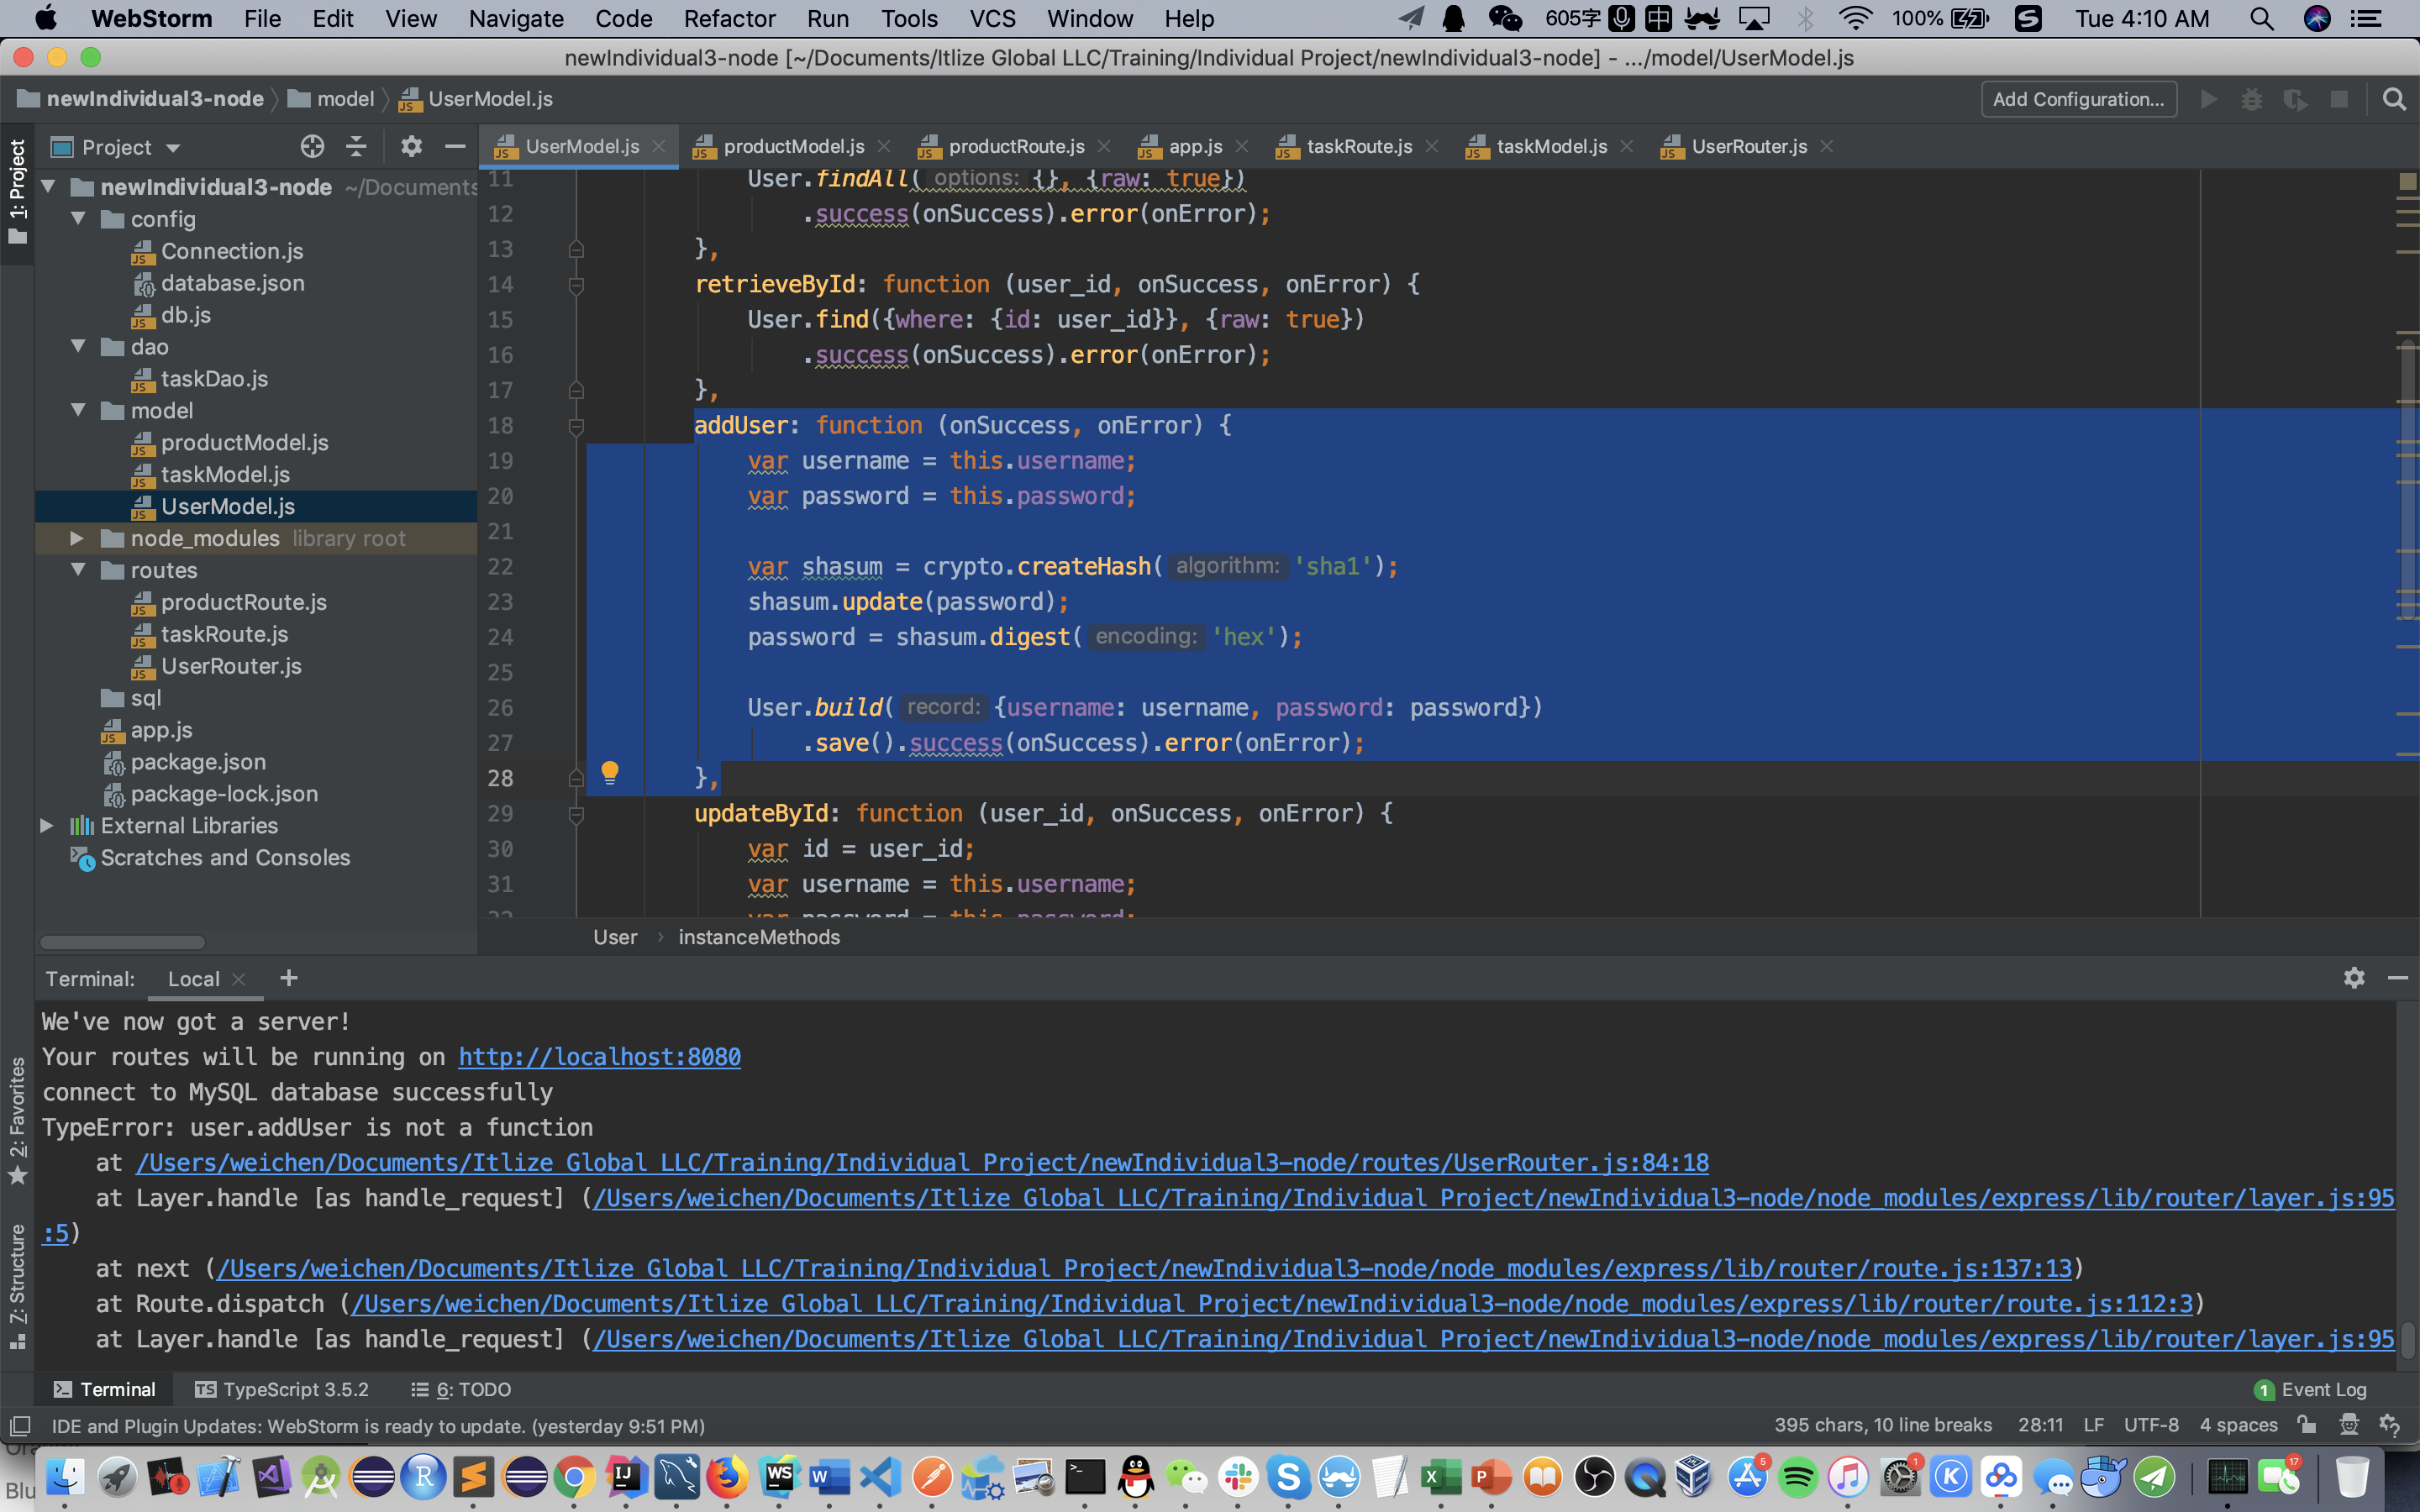 WebStorm File Edit View Navigate Code Refactor Run Tools VCS Window Help 605字 中 100% Tue 4:10 AM
newIndividual3-node [~/Documents/Itlize Global LLC/Training/Individual Project/newIndividual3-node] - .../model/UserModel.js
newIndividual3-node model UserModel.js Add Configuration...
1: Project
Project
UserModel.js productModel.js productRoute.js app.js taskRoute.js taskModel.js UserRouter.js
newIndividual3-node ~/Documents
config
Connection.js
database.json
db.js
dao
taskDao.js
model
productModel.js
taskModel.js
UserModel.js
node_modules library root
routes
productRoute.js
taskRoute.js
UserRouter.js
sql
app.js
package.json
package-lock.json
External Libraries
Scratches and Consoles
11 User.findAll( options: {}, {raw: true})
12 .success(onSuccess).error(onError);
13 },
14 retrieveById: function (user_id, onSuccess, onError) {
15 User.find({where: {id: user_id}}, {raw: true})
16 .success(onSuccess).error(onError);
17 },
18 addUser: function (onSuccess, onError) {
19 var username = this.username;
20 var password = this.password;
21
22 var shasum = crypto.createHash( algorithm: 'sha1');
23 shasum.update(password);
24 password = shasum.digest( encoding: 'hex');
25
26 User.build( record: {username: username, password: password})
27 .save().success(onSuccess).error(onError);
28 },
29 updateById: function (user_id, onSuccess, onError) {
30 var id = user_id;
31 var username = this.username;
32 var password = this.password;
User instanceMethods
Terminal: Local +
2: Favorites
7: Structure
We've now got a server!
Your routes will be running on http://localhost:8080
connect to MySQL database successfully
TypeError: user.addUser is not a function
at /Users/weichen/Documents/Itlize Global LLC/Training/Individual Project/newIndividual3-node/routes/UserRouter.js:84:18
at Layer.handle [as handle_request] (/Users/weichen/Documents/Itlize Global LLC/Training/Individual Project/newIndividual3-node/node_modules/express/lib/router/layer.js:95
:5)
at next (/Users/weichen/Documents/Itlize Global LLC/Training/Individual Project/newIndividual3-node/node_modules/express/lib/router/route.js:137:13)
at Route.dispatch (/Users/weichen/Documents/Itlize Global LLC/Training/Individual Project/newIndividual3-node/node_modules/express/lib/router/route.js:112:3)
at Layer.handle [as handle_request] (/Users/weichen/Documents/Itlize Global LLC/Training/Individual Project/newIndividual3-node/node_modules/express/lib/router/layer.js:95
Terminal TypeScript 3.5.2 6: TODO 1 Event Log
IDE and Plugin Updates: WebStorm is ready to update. (yesterday 9:51 PM) 395 chars, 10 line breaks 28:11 LF UTF-8 4 spaces
Blu
R IJ WS W S X P 5 1 K 17